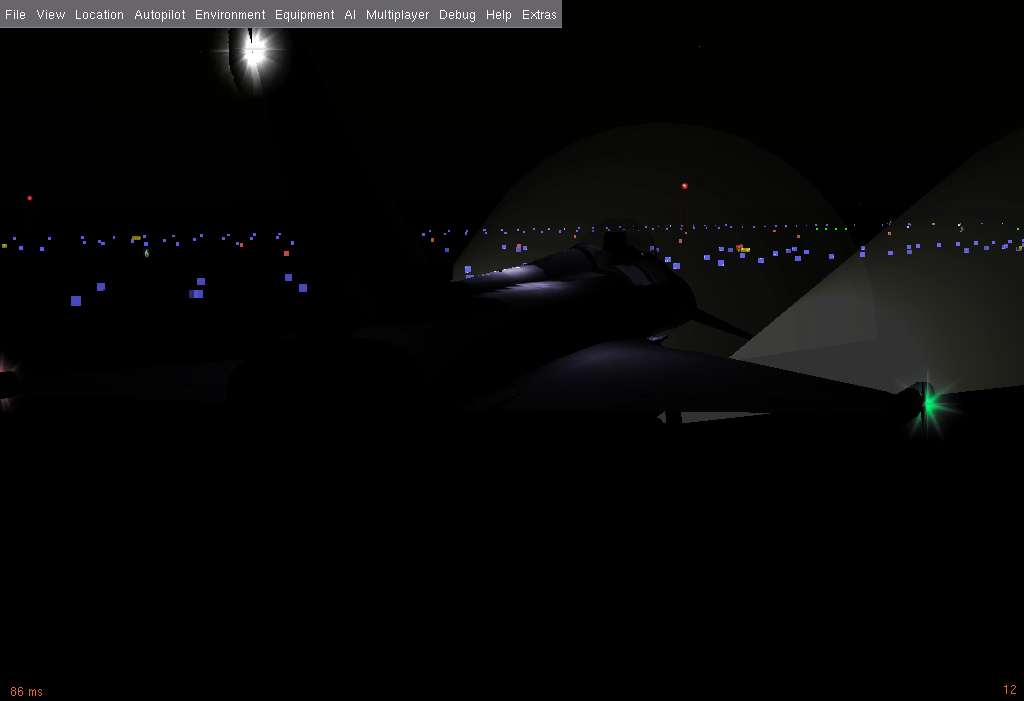 File View Location Autopilot Environment Equipment AI Multiplayer Debug Help Extras
86 ms
12